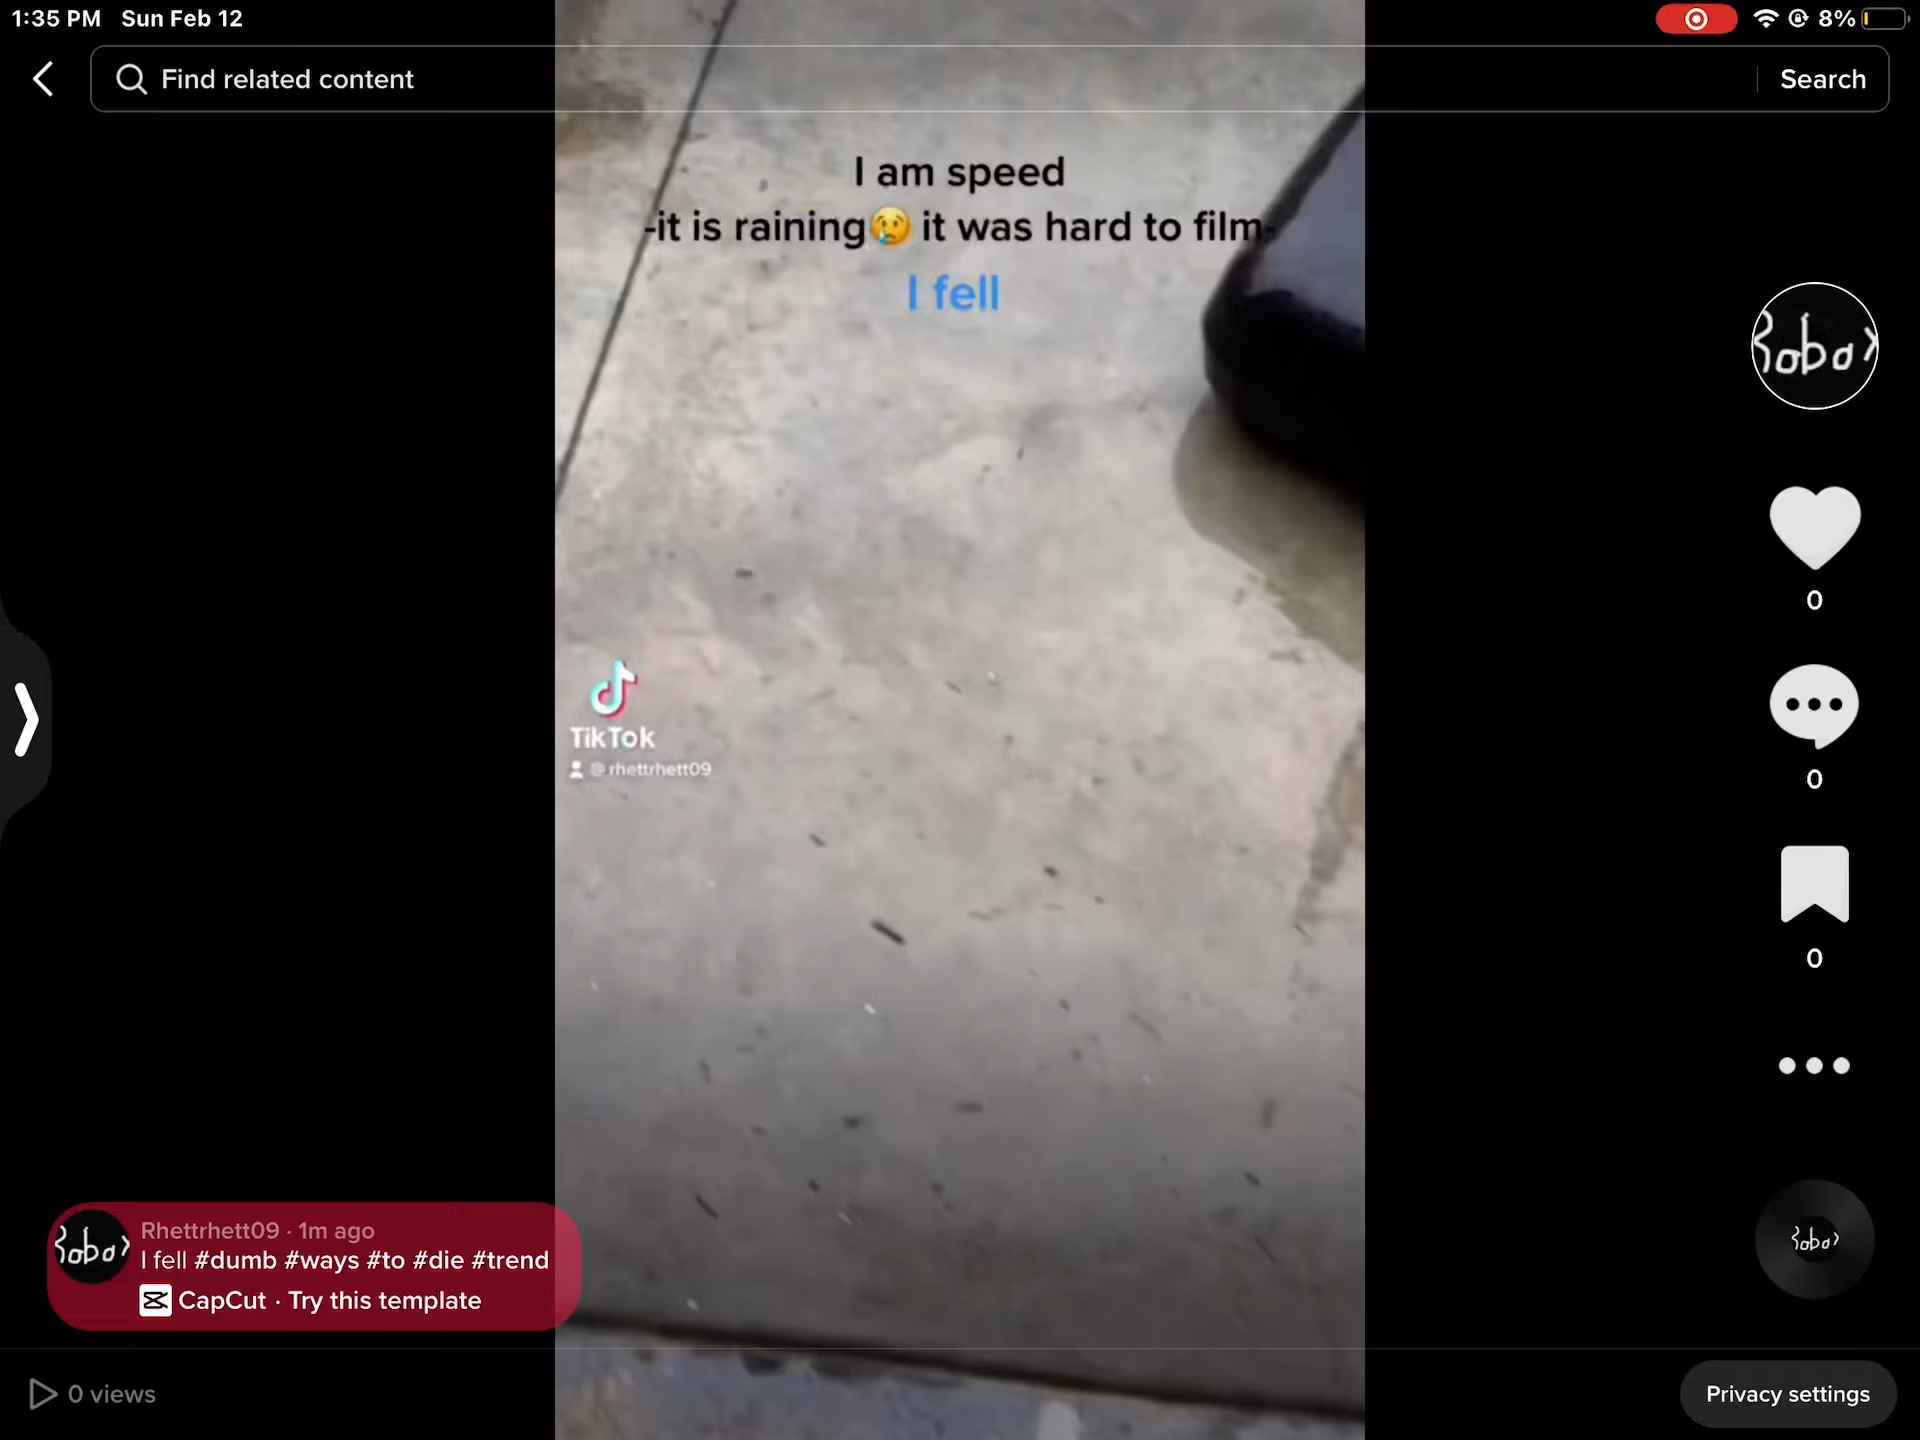 1:35 PM Sun Feb 12
8%
Find related content
Search
I am speed
-it is raining😢 it was hard to film-
I fell
TikTok
@rhettrhett09
0
0
0
Rhettrhett09 · 1m ago
I fell #dumb #ways #to #die #trend
CapCut · Try this template
0 views
Privacy settings